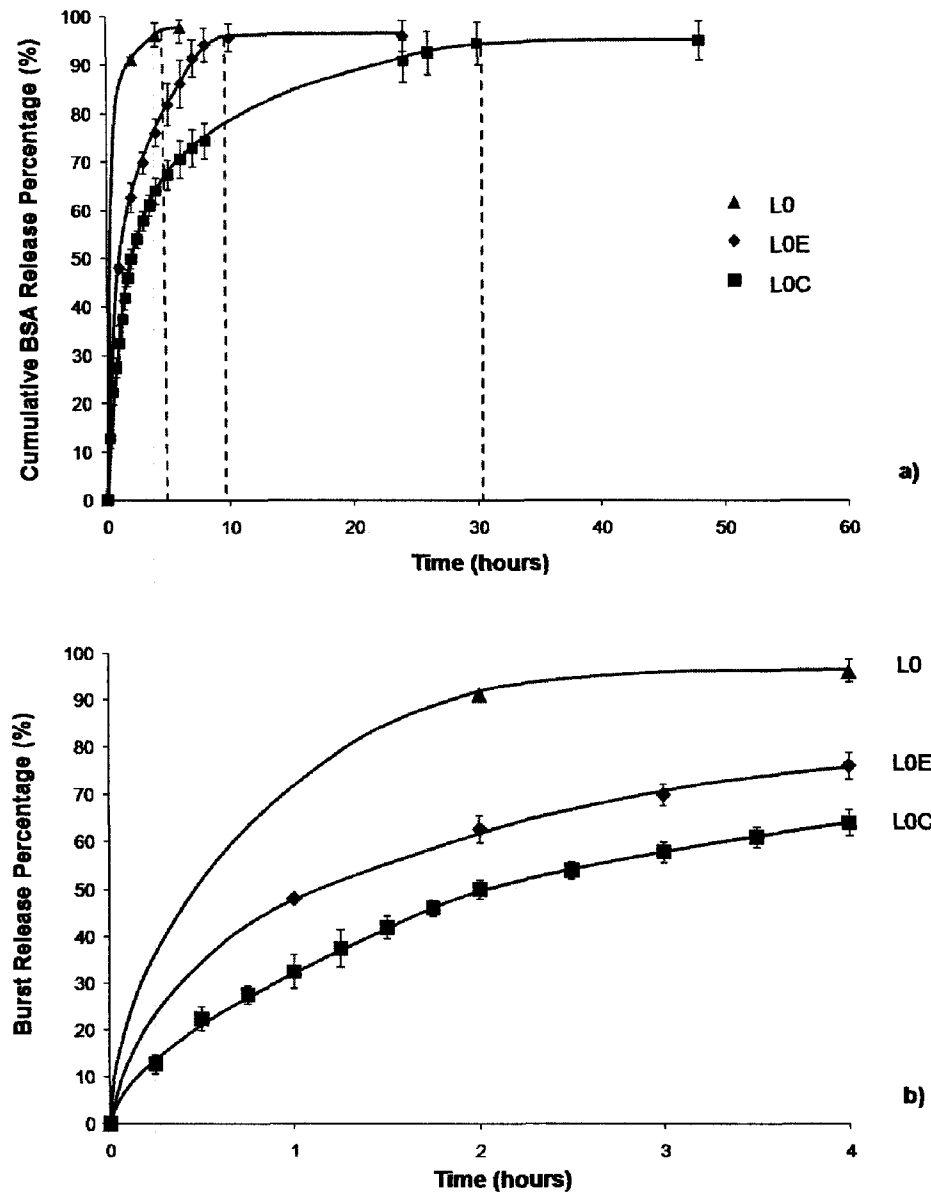 Cumulative BSA Release Percentage (%)
100
90
80
70
60
50
40
30
20
10
0
L0
L0E
L0C
a)
0 10 20 30 40 50 60
Time (hours)
Burst Release Percentage (%)
100
90
80
70
60
50
40
30
20
10
0
L0
L0E
L0C
b)
0 1 2 3 4
Time (hours)